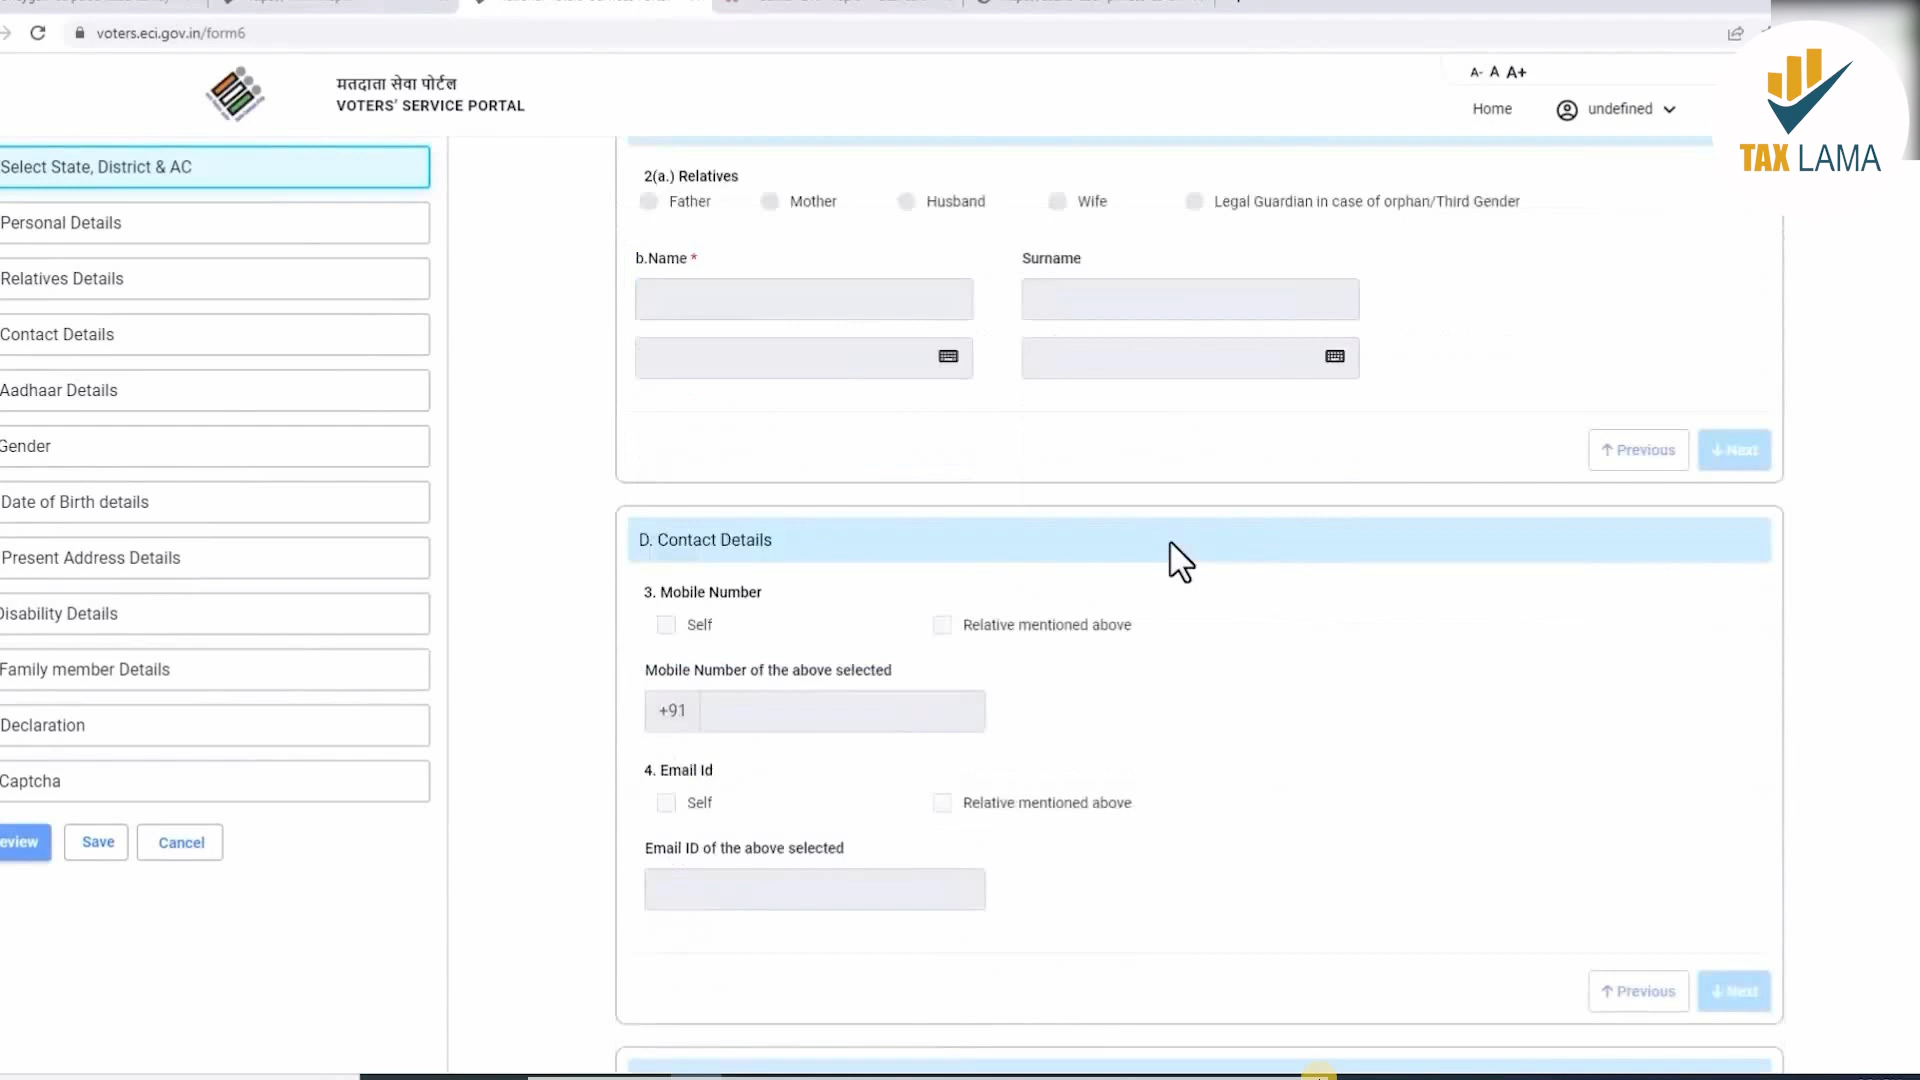 voters.eci.gov.in/form6
मतदाता सेवा पोर्टल
VOTERS' SERVICE PORTAL
A- A A+
Home
undefined
TAX LAMA
Select State, District & AC
Personal Details
Relatives Details
Contact Details
Aadhaar Details
Gender
Date of Birth details
Present Address Details
Disability Details
Family member Details
Declaration
Captcha
eview
Save
Cancel
2(a.) Relatives
Father
Mother
Husband
Wife
Legal Guardian in case of orphan/Third Gender
b.Name *
Surname
Previous
Next
D. Contact Details
3. Mobile Number
Self
Relative mentioned above
Mobile Number of the above selected
+91
4. Email Id
Self
Relative mentioned above
Email ID of the above selected
Previous
Next